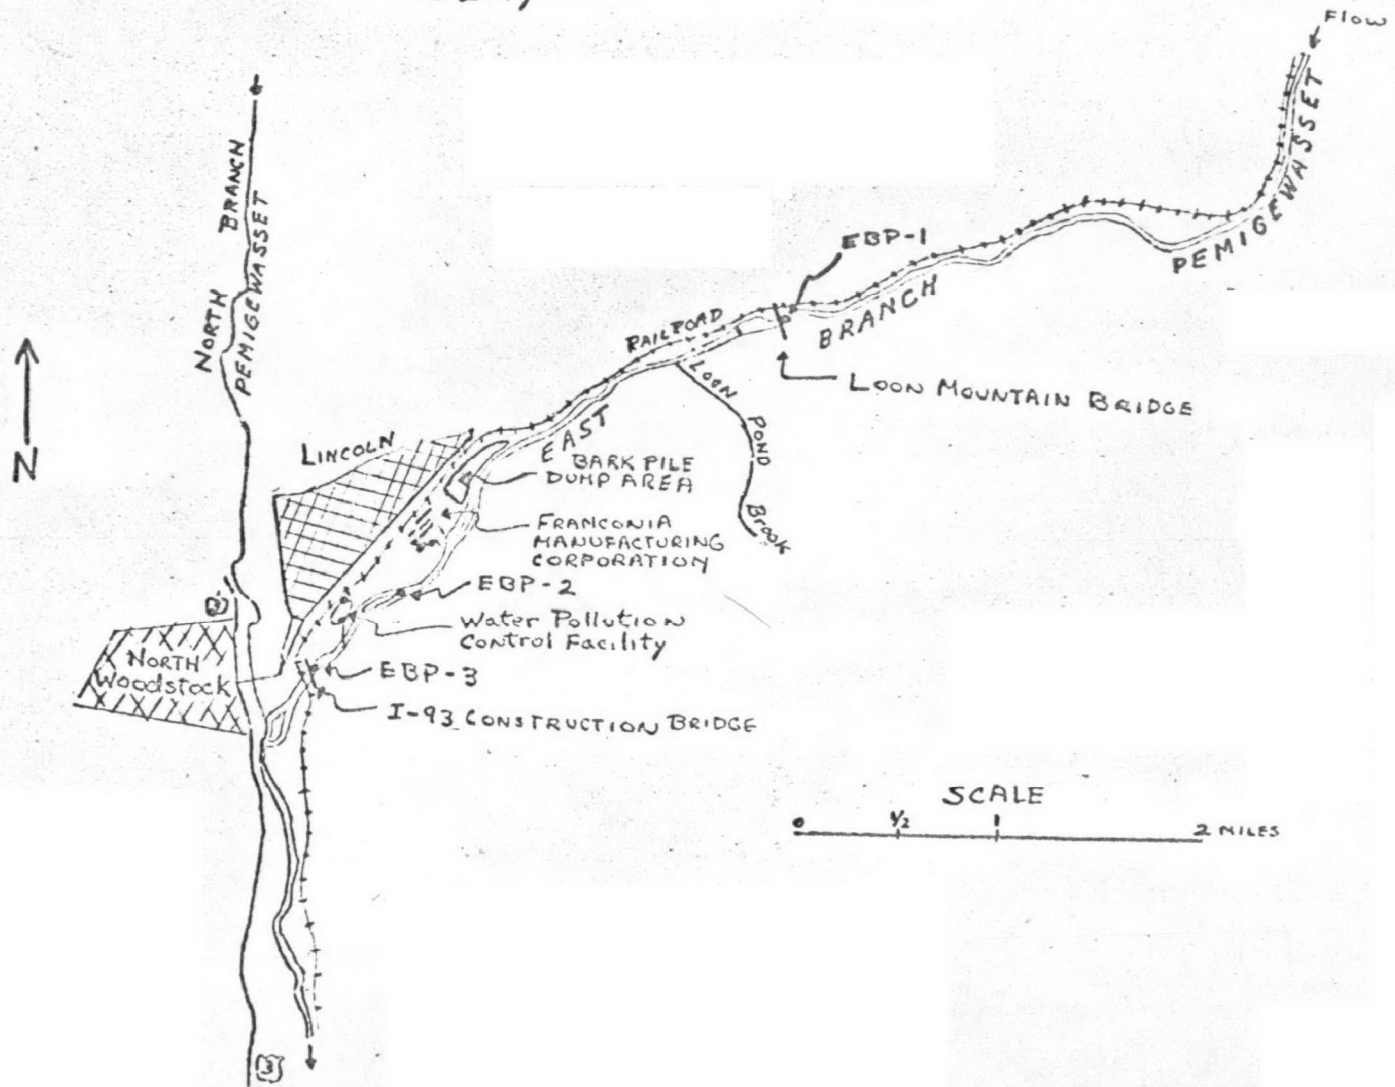 Flow
NORTH BRANCH
PEMIGEWASSET
PEMIGEWASSET
EBP-1
BRANCH
RAILROAD
LOON MOUNTAIN BRIDGE
LOON POND Brook
N
LINCOLN
EAST
BARK PILE
DUMP AREA
FRANCONIA
MANUFACTURING
CORPORATION
EBP-2
Water Pollution
Control Facility
NORTH
Woodstock
EBP-3
I-93 CONSTRUCTION BRIDGE
SCALE
0 1/2 1 2 MILES
3